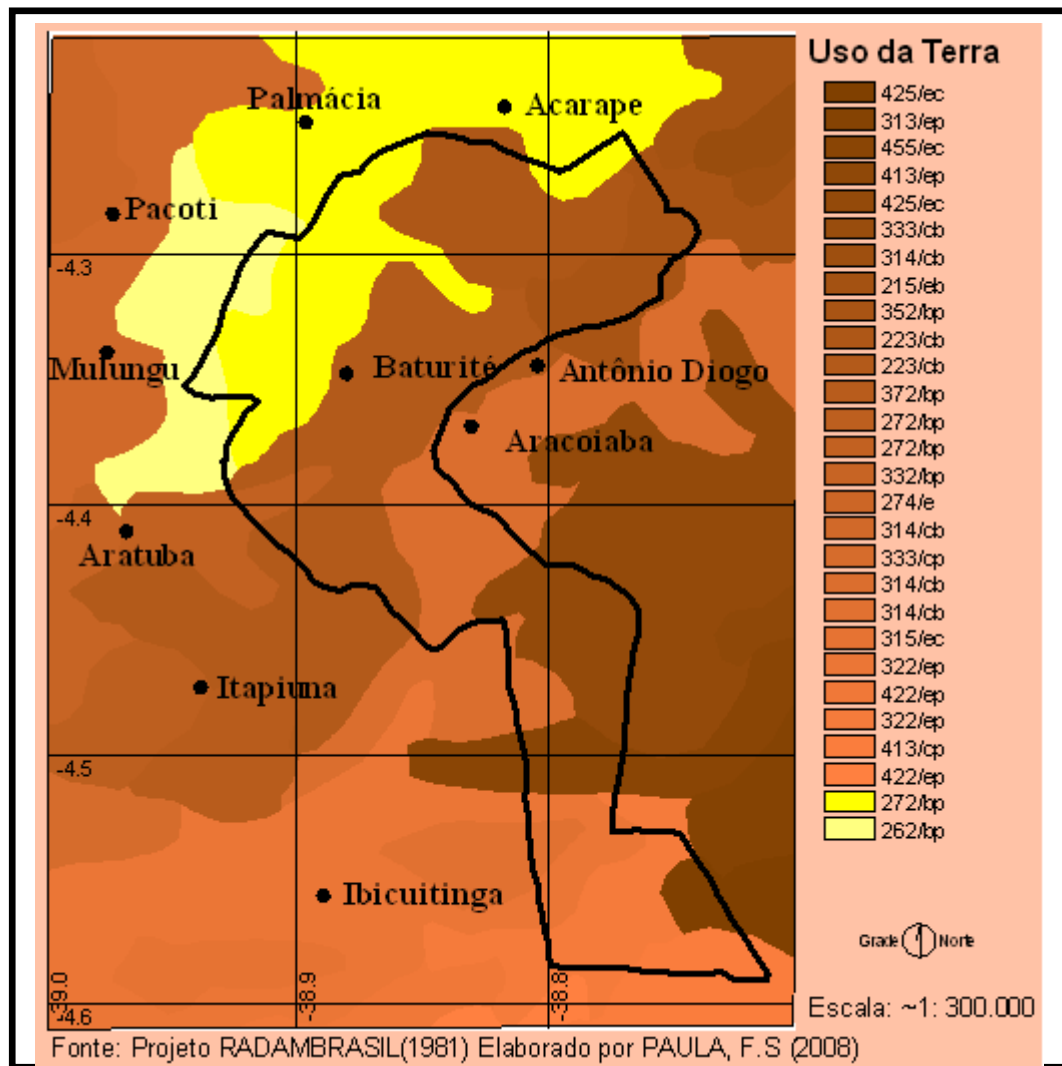 Uso da Terra
425/ec
313/ep
455/ec
413/ep
425/ec
333/cb
314/cb
215/eb
352/bp
223/cb
223/cb
372/bp
272/bp
272/bp
332/bp
274/e
314/cb
333/cp
314/cb
314/cb
315/ec
322/ep
422/ep
322/ep
413/cp
422/ep
272/bp
262/bp
Palmácia
Acarape
Pacoti
-4.3
Mulungu
Baturité
Antônio Diogo
Aracoiaba
-4.4
Aratuba
Itapiuna
-4.5
Ibicuitinga
Grade Norte
-39.0
-38.9
-38.8
-4.6
Escala: ~1: 300.000
Fonte: Projeto RADAMBRASIL(1981) Elaborado por PAULA, F.S (2008)